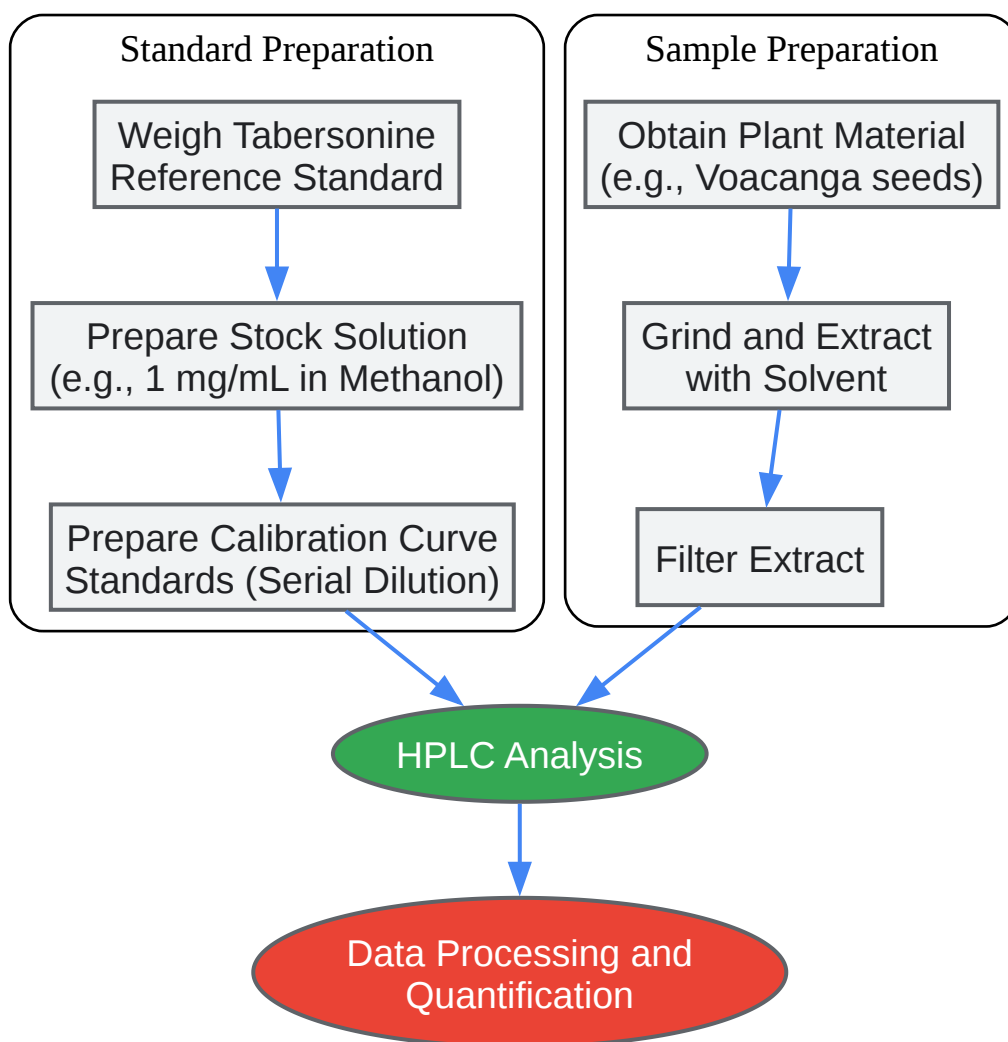 Standard Preparation
Weigh Tabersonine
Reference Standard
Prepare Stock Solution
(e.g., 1 mg/mL in Methanol)
Prepare Calibration Curve
Standards (Serial Dilution)
Sample Preparation
Obtain Plant Material
(e.g., Voacanga seeds)
Grind and Extract
with Solvent
Filter Extract
HPLC Analysis
Data Processing and
Quantification